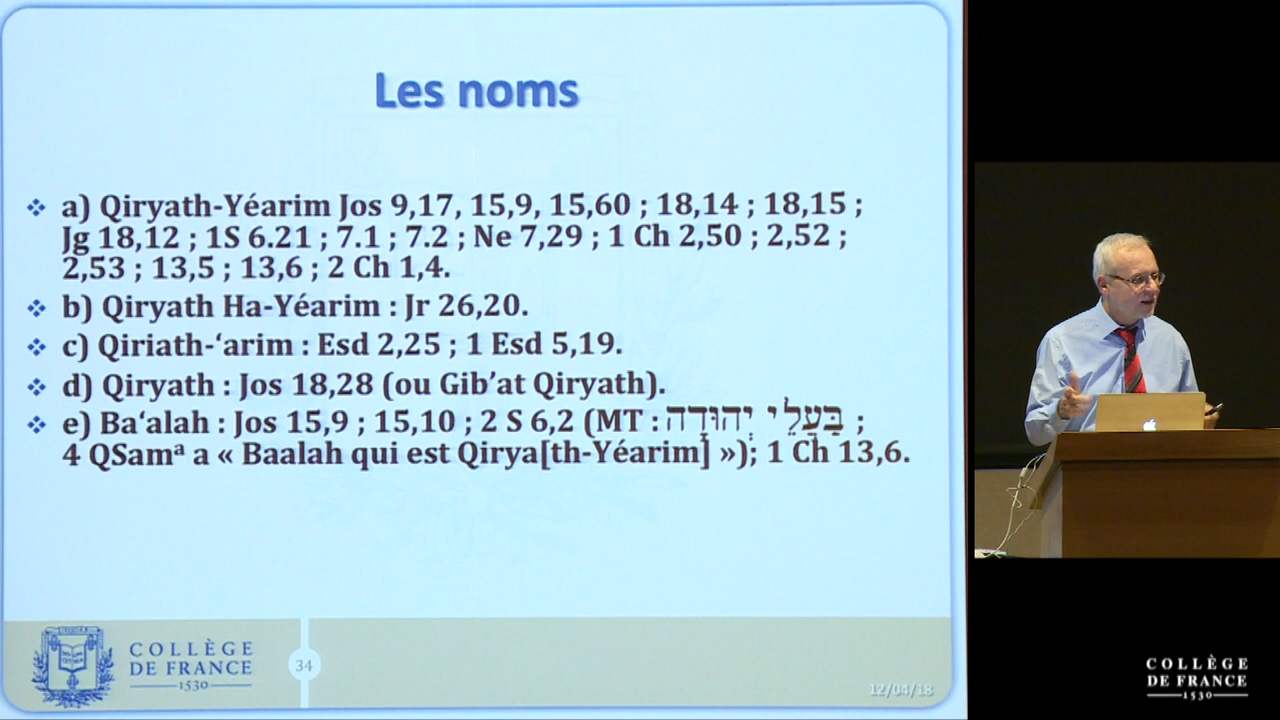 Les noms
❖ a) Qiryath-Yéarim Jos 9,17, 15,9, 15,60 ; 18,14 ; 18,15 ;
Jg 18,12 ; 1S 6.21 ; 7.1 ; 7.2 ; Ne 7,29 ; 1 Ch 2,50 ; 2,52 ;
2,53 ; 13,5 ; 13,6 ; 2 Ch 1,4.
❖ b) Qiryath Ha-Yéarim : Jr 26,20.
❖ c) Qiriath-‘arim : Esd 2,25 ; 1 Esd 5,19.
❖ d) Qiryath : Jos 18,28 (ou Gib’at Qiryath).
❖ e) Ba‘alah : Jos 15,9 ; 15,10 ; 2 S 6,2 (MT : בַּעֲלֵי יְהוּדָה ;
4 QSamᵃ a « Baalah qui est Qirya[th-Yéarim] »); 1 Ch 13,6.
COLLÈGE
DE FRANCE
1530
34
12/04/18
COLLÈGE
DE FRANCE
1530